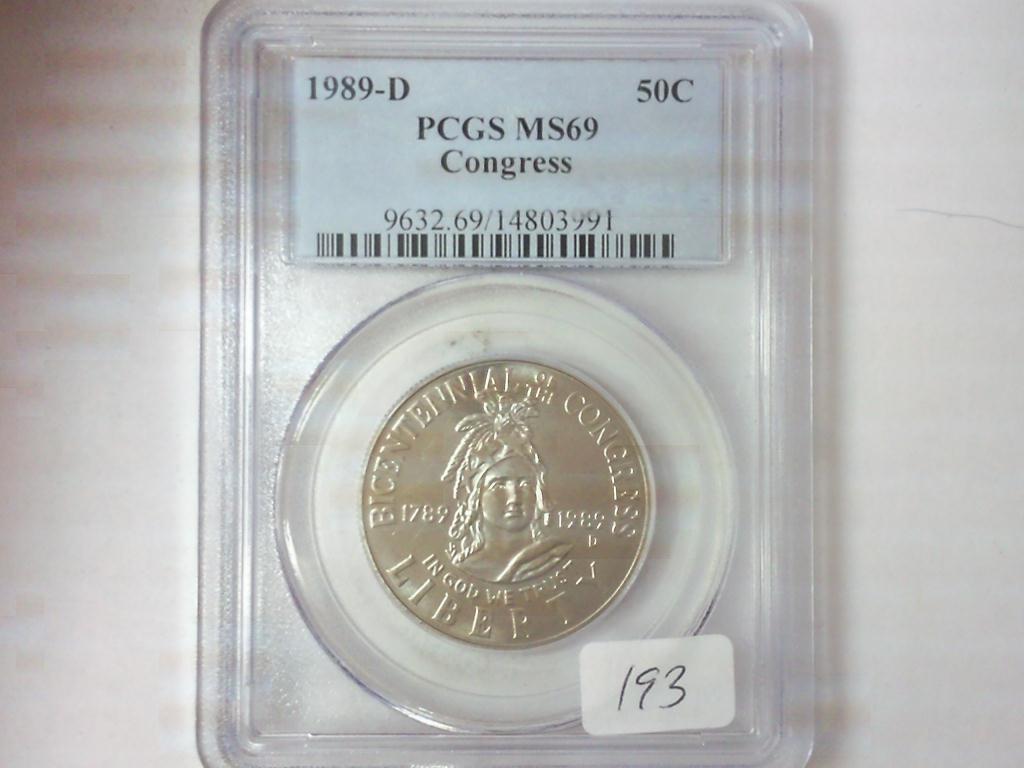 1989-D 50C
PCGS MS69
Congress
9632.69/14803991
BICENTENNIAL OF THE CONGRESS
1789 1989
D
IN GOD WE TRUST
LIBERTY
193